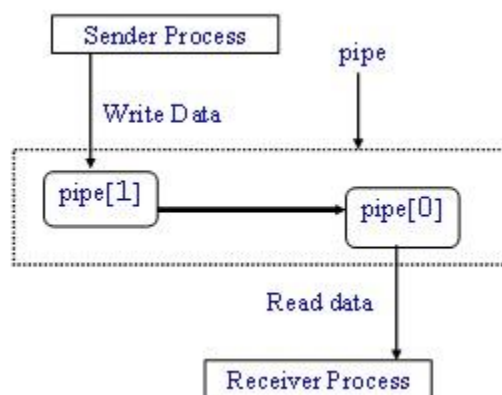 Sender Process
pipe
Write Data
pipe[1]
pipe[0]
Read data
Receiver Process